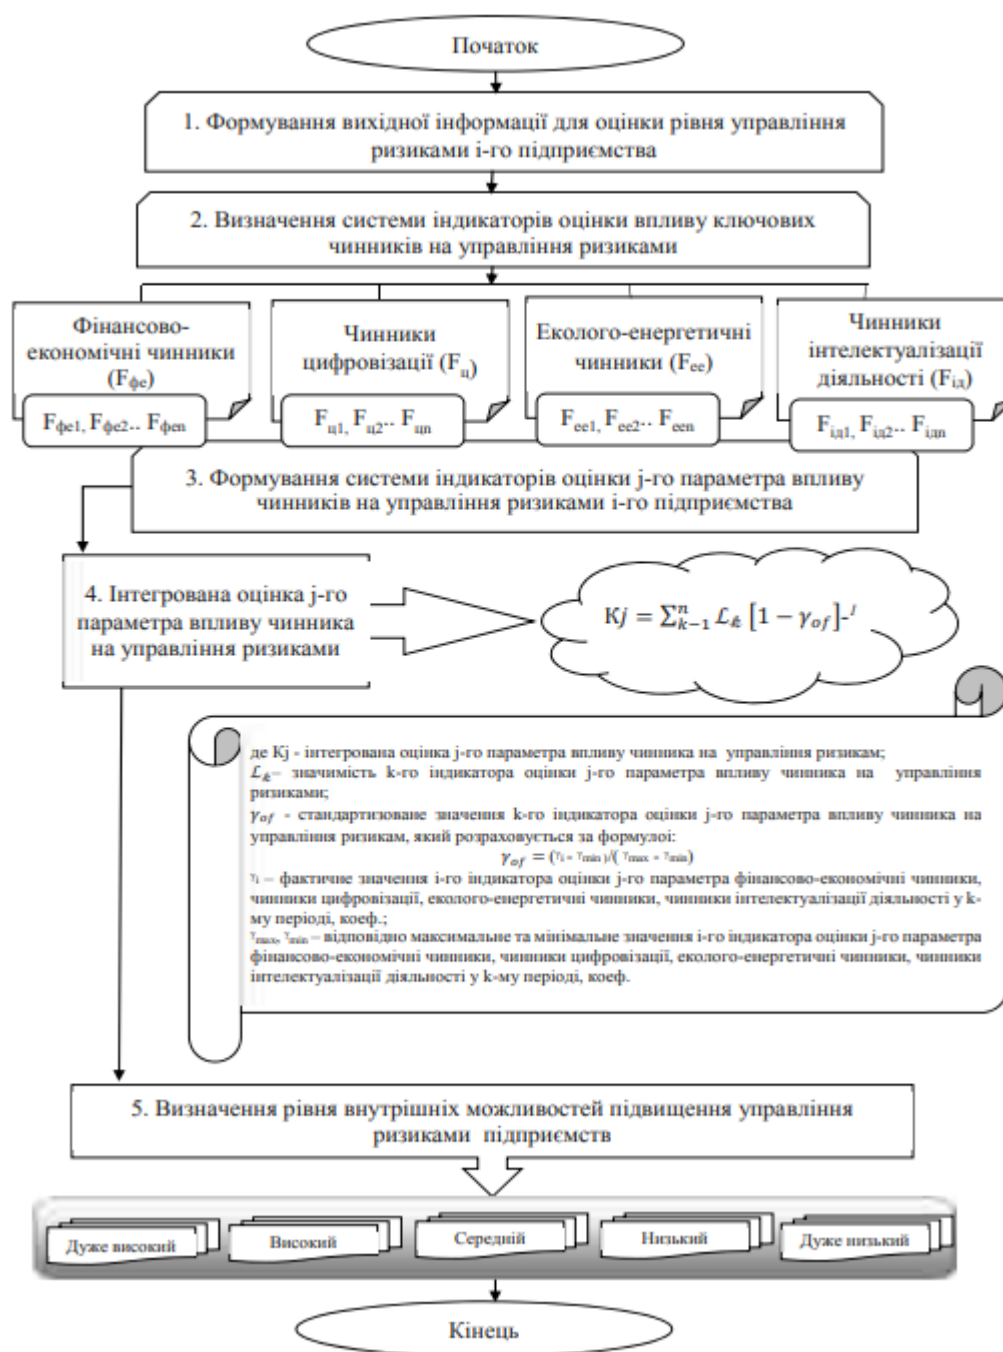 Початок
1. Формування вихідної інформації для оцінки рівня управління
ризиками і-го підприємства
2. Визначення системи індикаторів оцінки впливу ключових
чинників на управління ризиками
Фінансово-
економічні чинники
(Fфе)
Fфе1, Fфе2.. Fфеn
Чинники
цифровізації (Fц)
Fц1, Fц2.. Fцn
Еколого-енергетичні
чинники (Fее)
Fее1, Fее2.. Fееn
Чинники
інтелектуалізації
діяльності (Fід)
Fід1, Fід2.. Fідn
3. Формування системи індикаторів оцінки j-го параметра впливу
чинників на управління ризиками і-го підприємства
4. Інтегрована оцінка j-го
параметра впливу чинника
на управління ризиками
Kj = ∑ⁿₖ₋₁ ℒ𝓀 [1 − γₒf]-ʲ
де Kj - інтегрована оцінка j-го параметра впливу чинника на управління ризикам;
ℒ𝓀 – значимість k-го індикатора оцінки j-го параметра впливу чинника на управління
ризиками;
γof - стандартизоване значення k-го індикатора оцінки j-го параметра впливу чинника на
управління ризикам, який розраховується за формулоі:
γof = (γi - γmin )/( γmax - γmin)
γi – фактичне значення і-го індикатора оцінки j-го параметра фінансово-економічні чинники,
чинники цифровізації, еколого-енергетичні чинники, чинники інтелектуалізації діяльності у k-
му періоді, коеф.;
γmax, γmin – відповідно максимальне та мінімальне значення і-го індикатора оцінки j-го параметра
фінансово-економічні чинники, чинники цифровізації, еколого-енергетичні чинники, чинники
інтелектуалізації діяльності у k-му періоді, коеф.
5. Визначення рівня внутрішніх можливостей підвищення управління
ризиками підприємств
Дуже високий
Високий
Середній
Низький
Дуже низький
Кінець